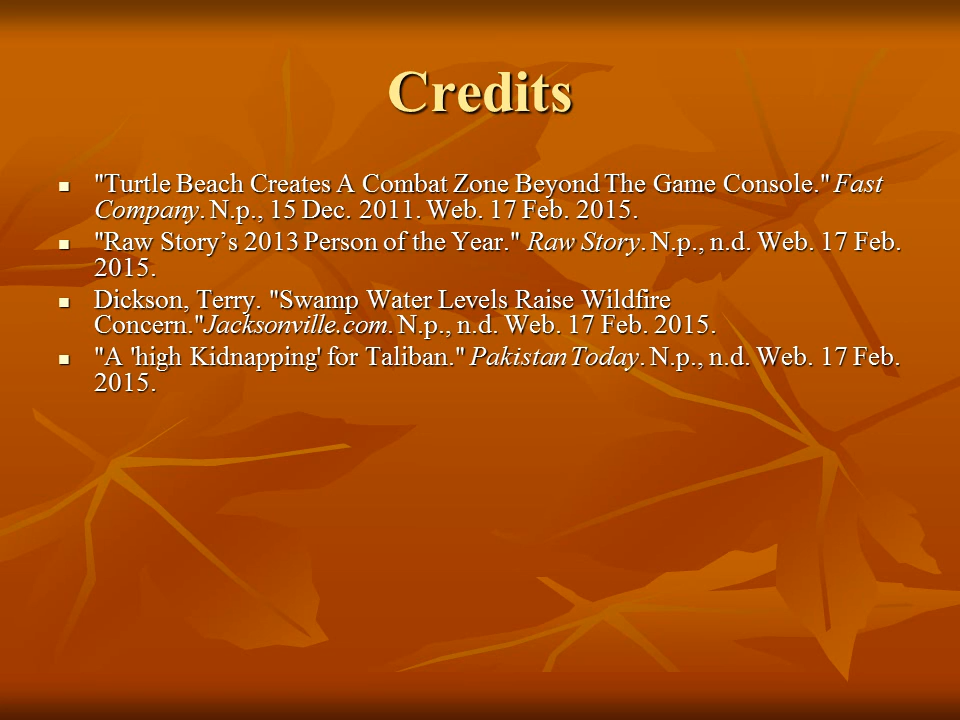 Credits
"Turtle Beach Creates A Combat Zone Beyond The Game Console." Fast
Company. N.p., 15 Dec. 2011. Web. 17 Feb. 2015.
"Raw Story’s 2013 Person of the Year." Raw Story. N.p., n.d. Web. 17 Feb.
2015.
Dickson, Terry. "Swamp Water Levels Raise Wildfire
Concern."Jacksonville.com. N.p., n.d. Web. 17 Feb. 2015.
"A 'high Kidnapping' for Taliban." Pakistan Today. N.p., n.d. Web. 17 Feb.
2015.